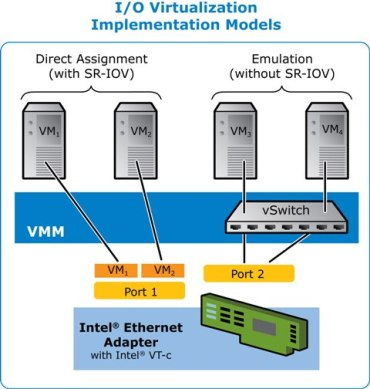 I/O Virtualization
Implementation Models
Direct Assignment
(with SR-IOV)
Emulation
(without SR-IOV)
VM1
VM2
VM3
VM4
vSwitch
VMM
VM1
VM2
Port 1
Port 2
Intel® Ethernet
Adapter
with Intel® VT-c